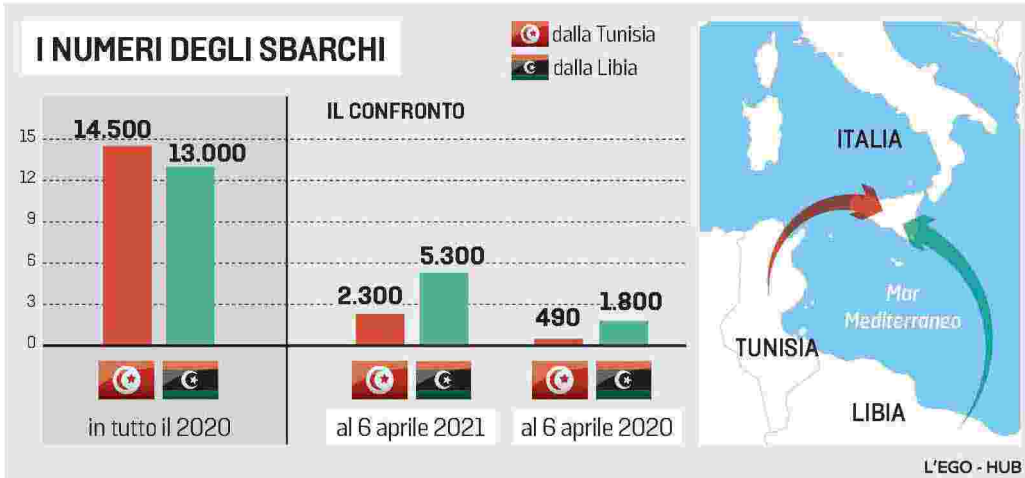 I NUMERI DEGLI SBARCHI
dalla Tunisia
dalla Libia
IL CONFRONTO
15
12
9
6
3
0
14.500
13.000
2.300
5.300
490
1.800
in tutto il 2020
al 6 aprile 2021
al 6 aprile 2020
ITALIA
Mar
Mediterraneo
TUNISIA
LIBIA
L'EGO - HUB